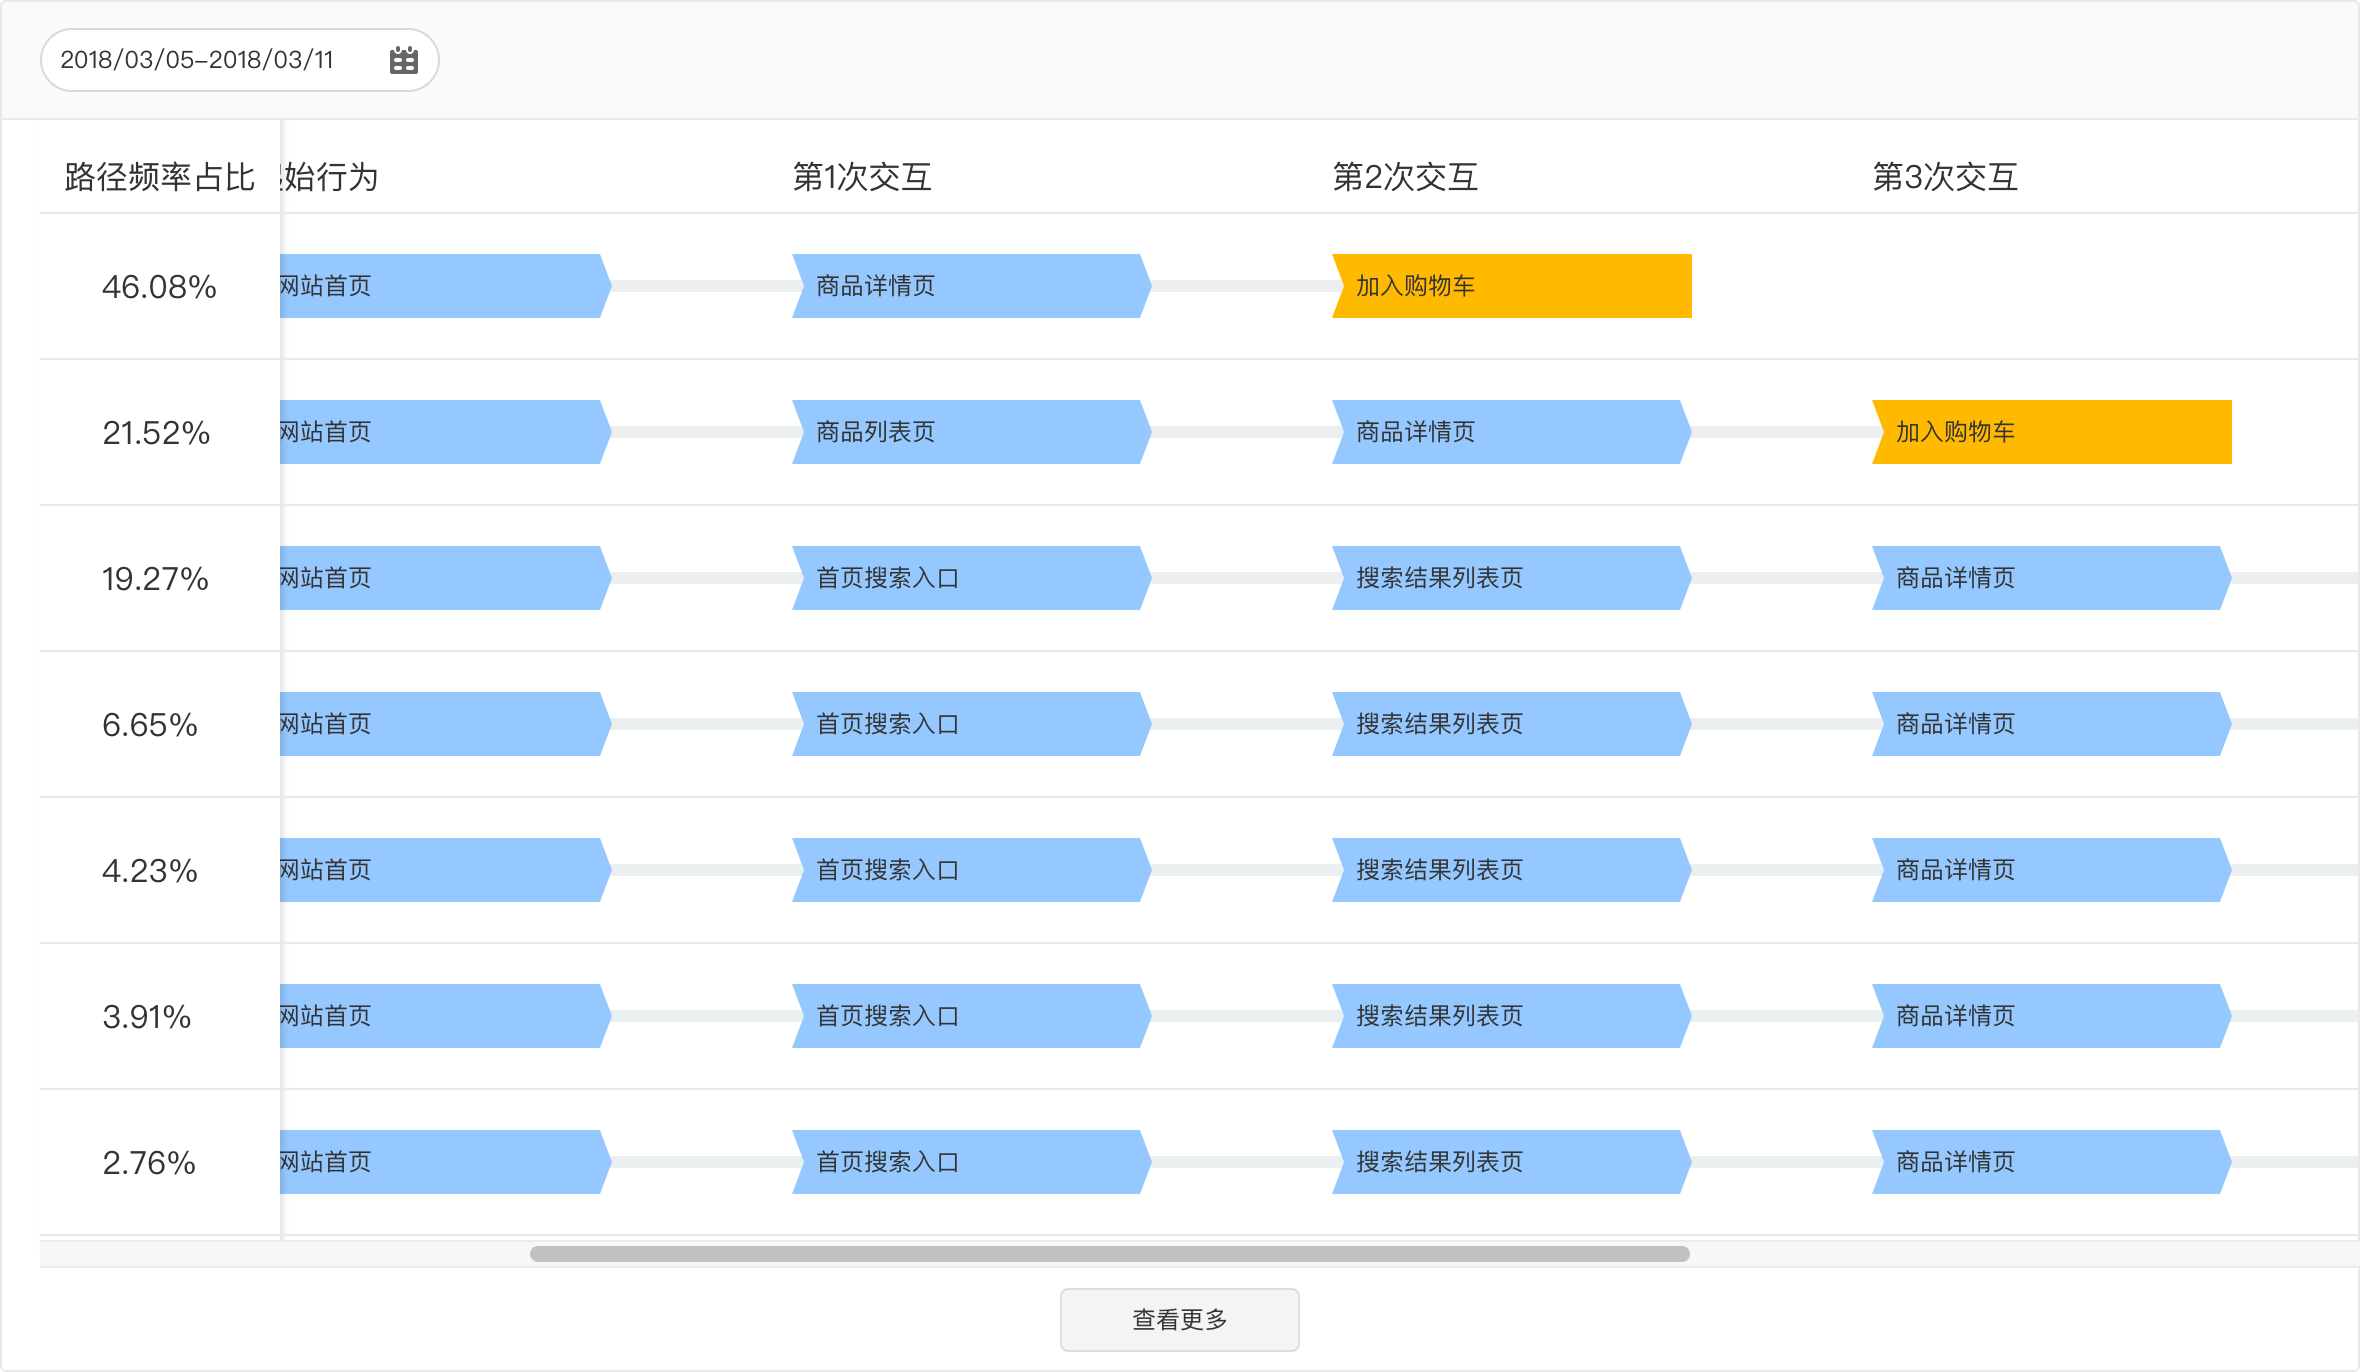 2018/03/05-2018/03/11
路径频率占比 始行为 第1次交互 第2次交互 第3次交互
46.08% 网站首页 商品详情页 加入购物车
21.52% 网站首页 商品列表页 商品详情页 加入购物车
19.27% 网站首页 首页搜索入口 搜索结果列表页 商品详情页
6.65% 网站首页 首页搜索入口 搜索结果列表页 商品详情页
4.23% 网站首页 首页搜索入口 搜索结果列表页 商品详情页
3.91% 网站首页 首页搜索入口 搜索结果列表页 商品详情页
2.76% 网站首页 首页搜索入口 搜索结果列表页 商品详情页
查看更多